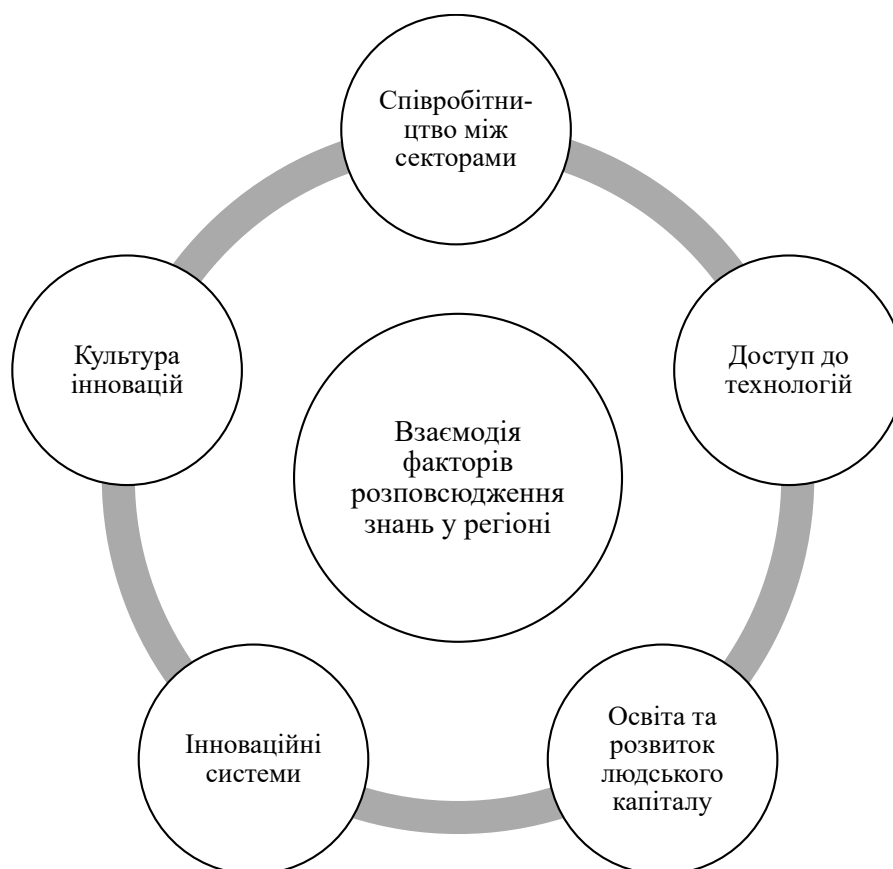 Співробітни-
цтво між
секторами
Культура
інновацій
Доступ до
технологій
Взаємодія
факторів
розповсюдження
знань у регіоні
Інноваційні
системи
Освіта та
розвиток
людського
капіталу